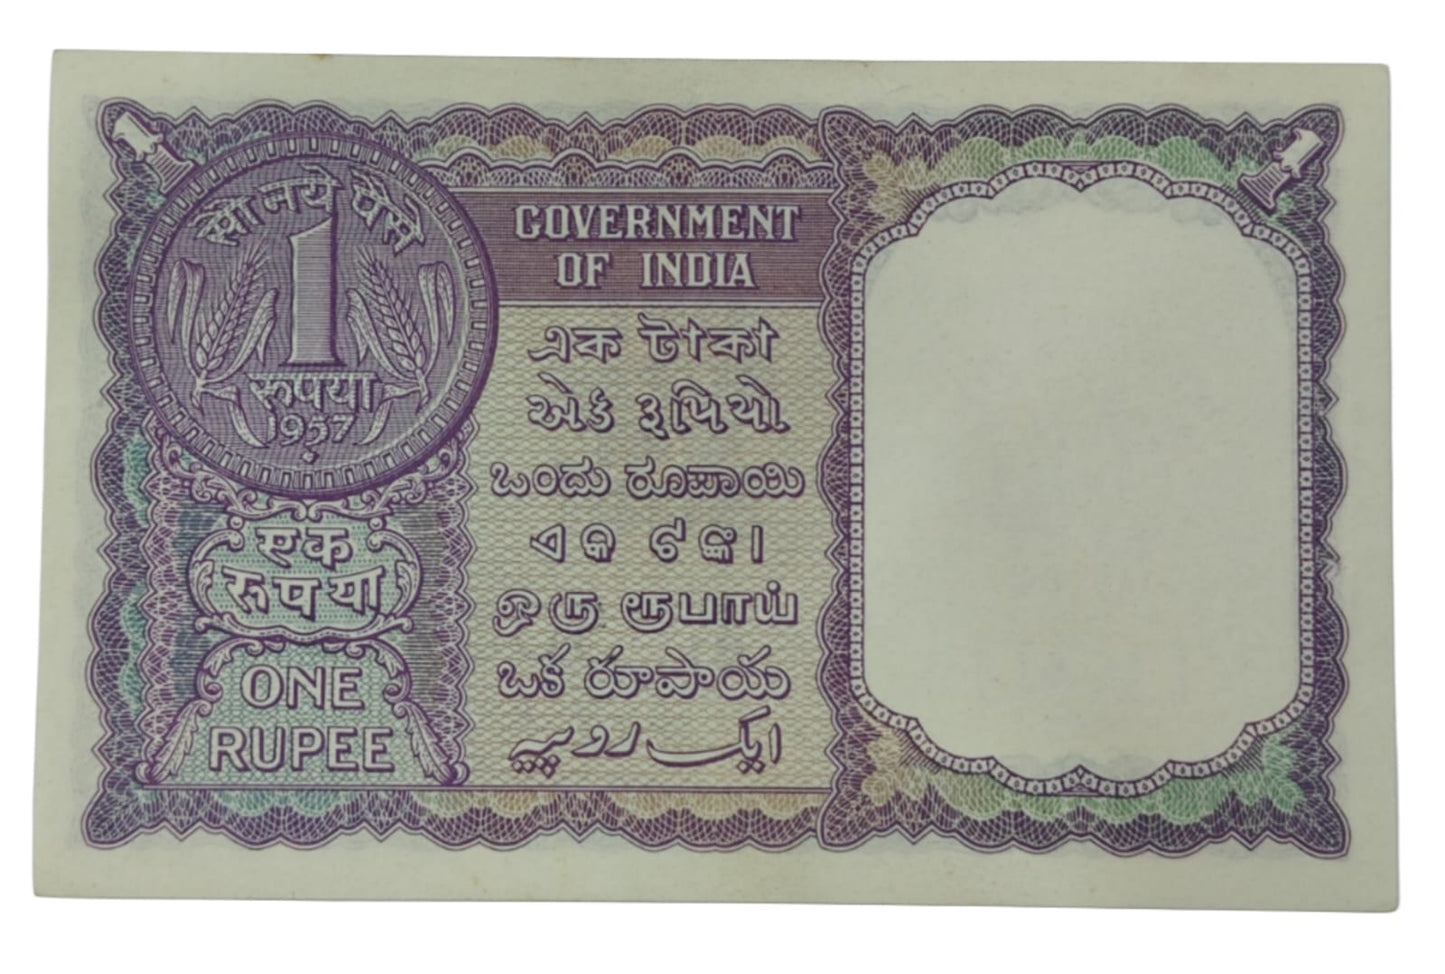 सौ नये पैसे
1
रूपया
1957
एक
रूपया
ONE
RUPEE
GOVERNMENT
OF INDIA
এক টাকা
એક રૂપિયો
ಒಂದು ರೂಪಾಯಿ
ଏକ ଟଙ୍କା
ஒரு ரூபாய்
ఒక రూపాయ
ایک روپیہ